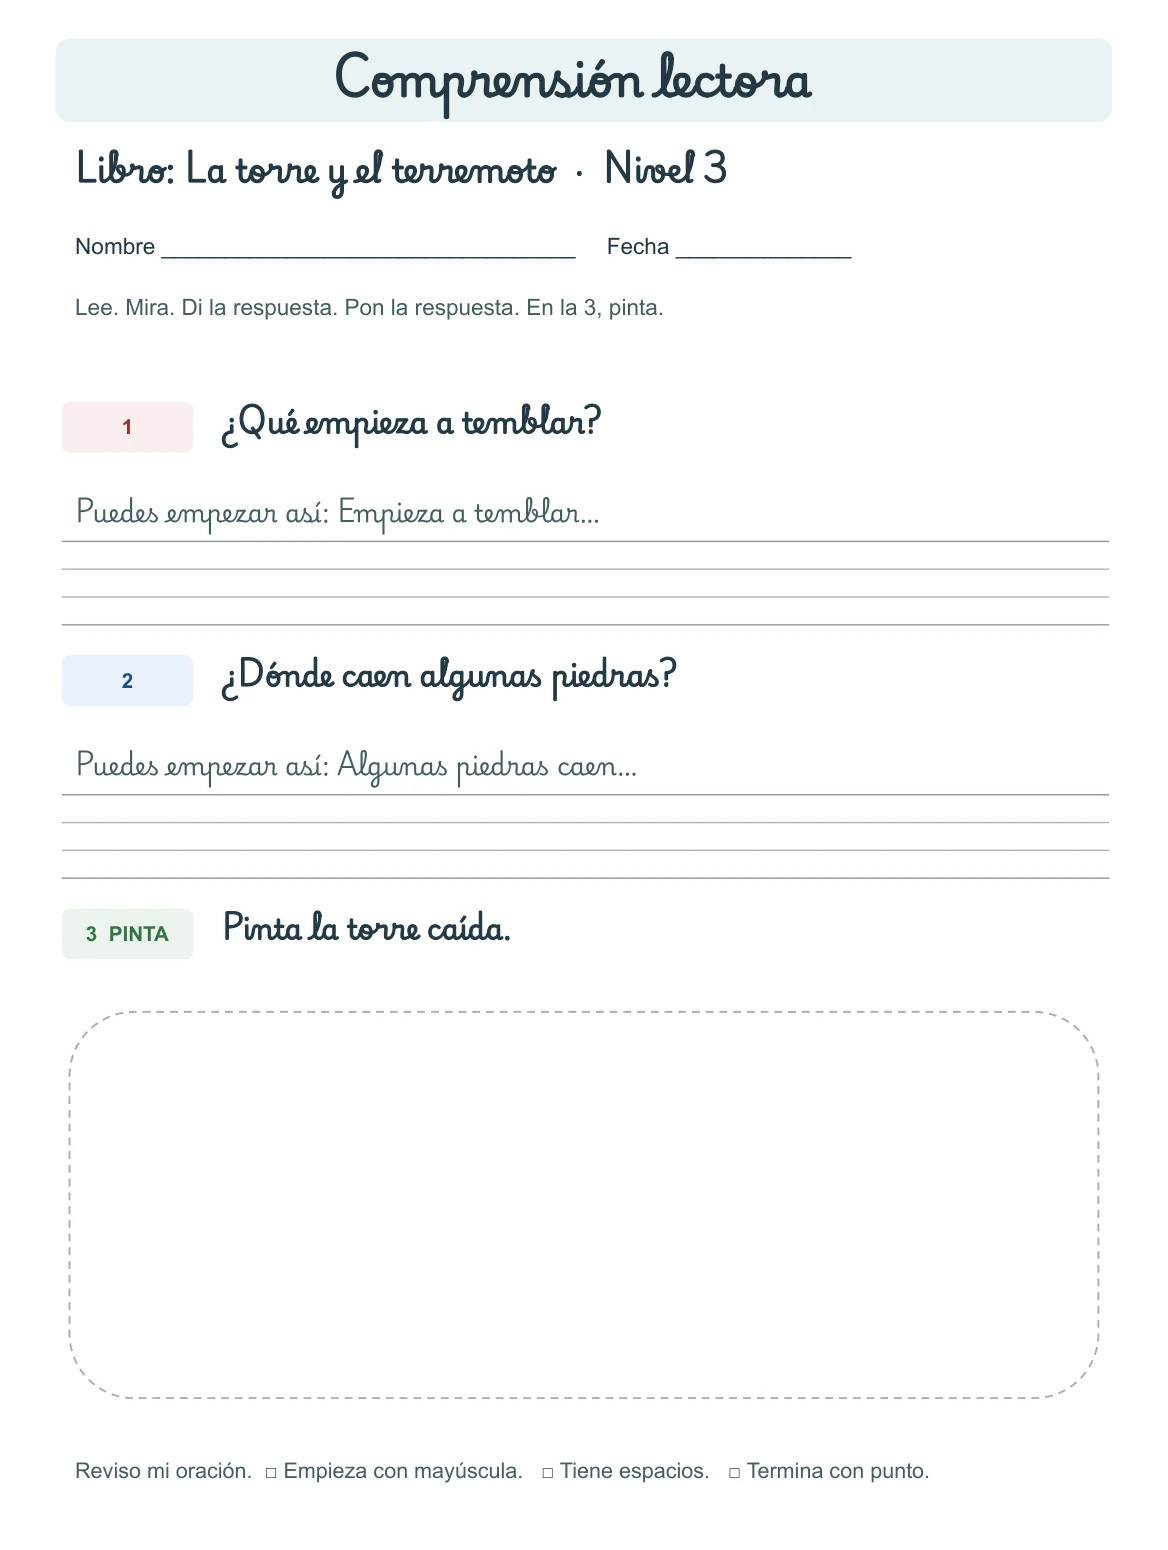 Comprensión lectora
Libro: La torre y el terremoto · Nivel 3
Nombre _________________________________ Fecha ______________
Lee. Mira. Di la respuesta. Pon la respuesta. En la 3, pinta.
1 ¿Qué empieza a temblar?
Puedes empezar así: Empieza a temblar...
2 ¿Dónde caen algunas piedras?
Puedes empezar así: Algunas piedras caen...
3 PINTA Pinta la torre caída.
Reviso mi oración. □ Empieza con mayúscula. □ Tiene espacios. □ Termina con punto.